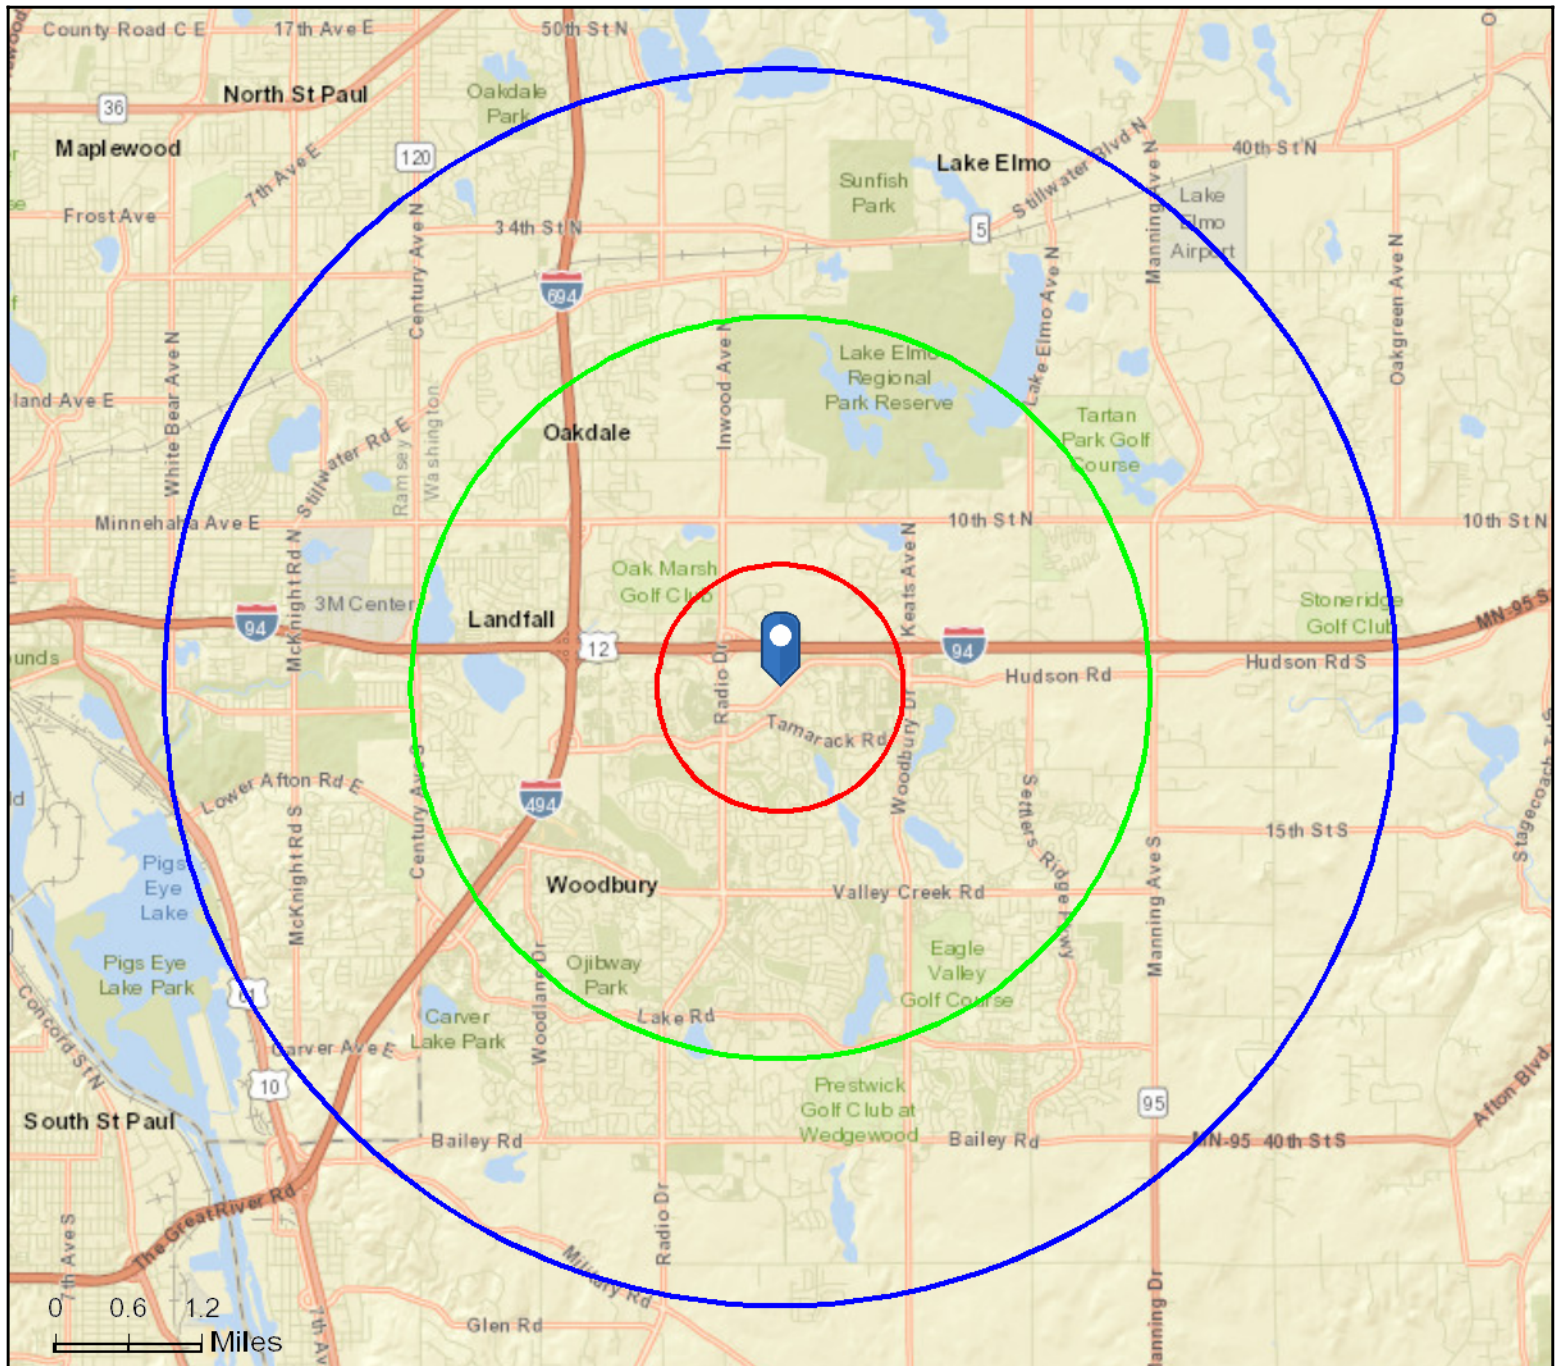 County Road C E
17th Ave E
50th St N
North St Paul
Oakdale
Park
36
Maplewood
120
7th Ave E
Lake Elmo
Stillwater Blvd N
40th St N
Sunfish
Park
Lake
Elmo
Airport
Frost Ave
34th St N
5
Century Ave N
Manning Ave N
Oakgreen Ave N
694
Lake Elmo Ave N
Inwood Ave N
White Bear Ave N
Lake Elmo
Regional
Park Reserve
land Ave E
Stillwater Rd E
Ramsey
Washington
Oakdale
Tartan
Park Golf
Course
Minnehaha Ave E
10th St N
10th St N
McKnight Rd N
Keats Ave N
Oak Marsh
Golf Club
3M Center
Landfall
94
12
94
Stoneridge
Golf Club
MN-95 S
ounds
Radio Dr
Hudson Rd
Hudson Rd S
Tamarack Rd
Woodbury Dr
Lower Afton Rd E
Century Ave S
494
Settlers Ridge Pkwy
15th St S
Stagecoach Tr S
McKnight Rd S
Pigs
Eye
Lake
Woodbury
Valley Creek Rd
Manning Ave S
Pigs Eye
Lake Park
61
Ojibway
Park
Eagle
Valley
Golf Course
Woodlane Dr
Lake Rd
Carver
Lake Park
Concord St N
Carver Ave E
10
Prestwick
Golf Club at
Wedgewood
95
Afton Blvd
South St Paul
Bailey Rd
Bailey Rd
MN-95 40th St S
The Great River Rd
7th Ave S
Radio Dr
Military Rd
Manning Dr
7th Av
Glen Rd
0 0.6 1.2
Miles